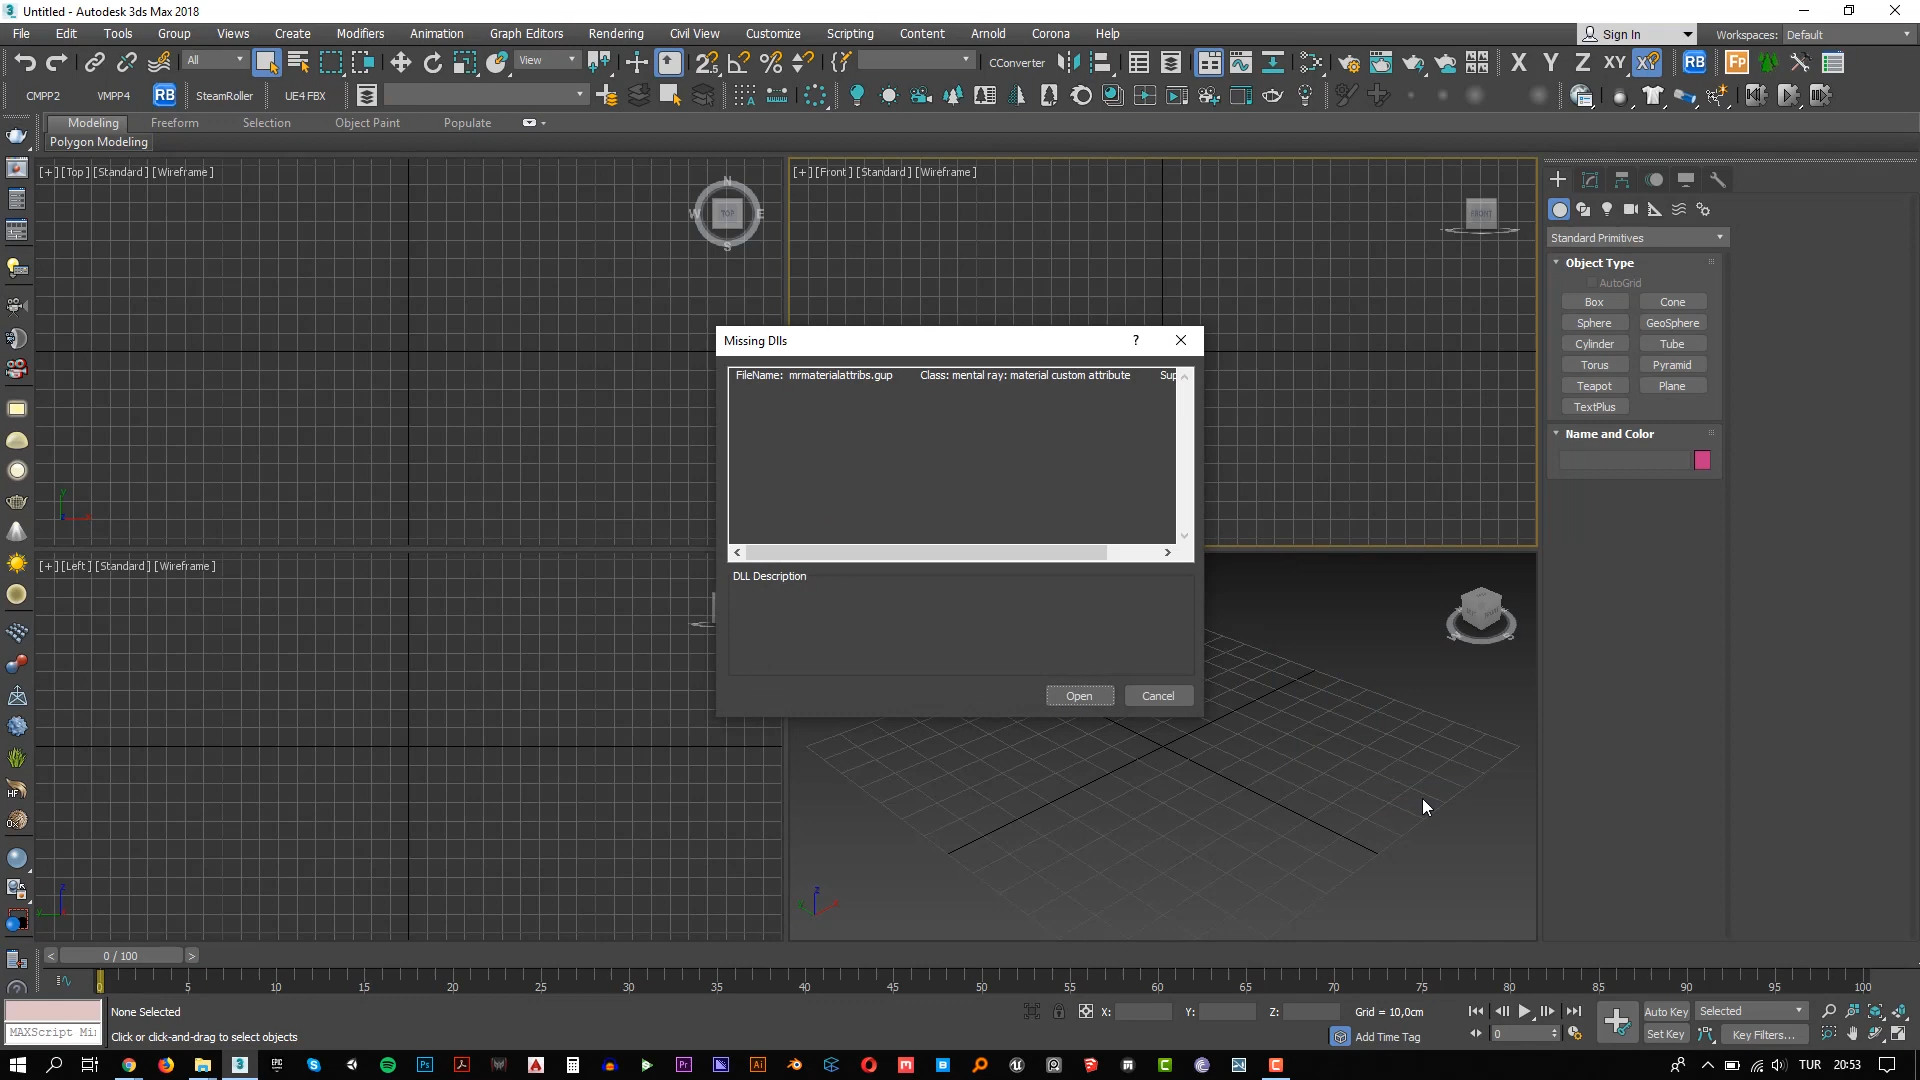 Untitled - Autodesk 3ds Max 2018
File Edit Tools Group Views Create Modifiers Animation Graph Editors Rendering Civil View Customize Scripting Content Arnold Corona Help Sign In Workspaces: Default
All View CConverter X Y Z XY RB Fp
CMPP2 VMPP4 RB SteamRoller UE4 FBX
Modeling Freeform Selection Object Paint Populate
Polygon Modeling
[+] [Top] [Standard] [Wireframe]
[+] [Front] [Standard] [Wireframe]
N
W TOP E
S
FRONT
Standard Primitives
Object Type
AutoGrid
Box Cone
Sphere GeoSphere
Cylinder Tube
Torus Pyramid
Teapot Plane
TextPlus
Name and Color
Missing Dlls ?
FileName: mrmaterialattribs.gup Class: mental ray: material custom attribute Sup
DLL Description
Open Cancel
[+] [Left] [Standard] [Wireframe]
HF
0 / 100
0 5 10 15 20 25 30 35 40 45 50 55 60 65 70 75 80 85 90 95 100
None Selected X: Y: Z: Grid = 10,0cm Auto Key Selected
MAXScript Mi Click or click-and-drag to select objects Add Time Tag 0 Set Key Key Filters...
TUR 20:53